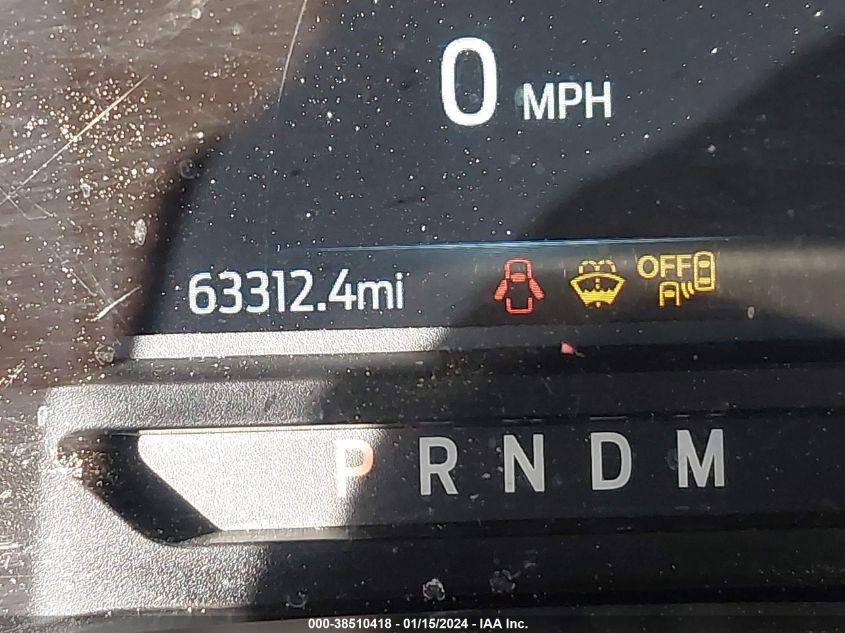 0 MPH
63312.4mi
OFF
A
P R N D M
000-38510418 - 01/15/2024 - IAA Inc.